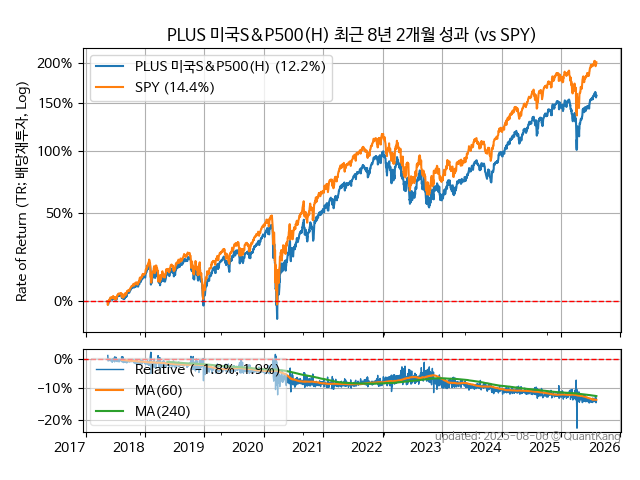 PLUS 미국S&P500(H) 최근 8년 2개월 성과 (vs SPY)
Rate of Return (TR: 배당재투자, Log)
200%
150%
100%
50%
0%
PLUS 미국S&P500(H) (12.2%)
SPY (14.4%)
0%
−10%
−20%
Relative (−1.8%, 1.9%)
MA(60)
MA(240)
updated: 2025-08-06 © QuantKang
2017 2018 2019 2020 2021 2022 2023 2024 2025 2026